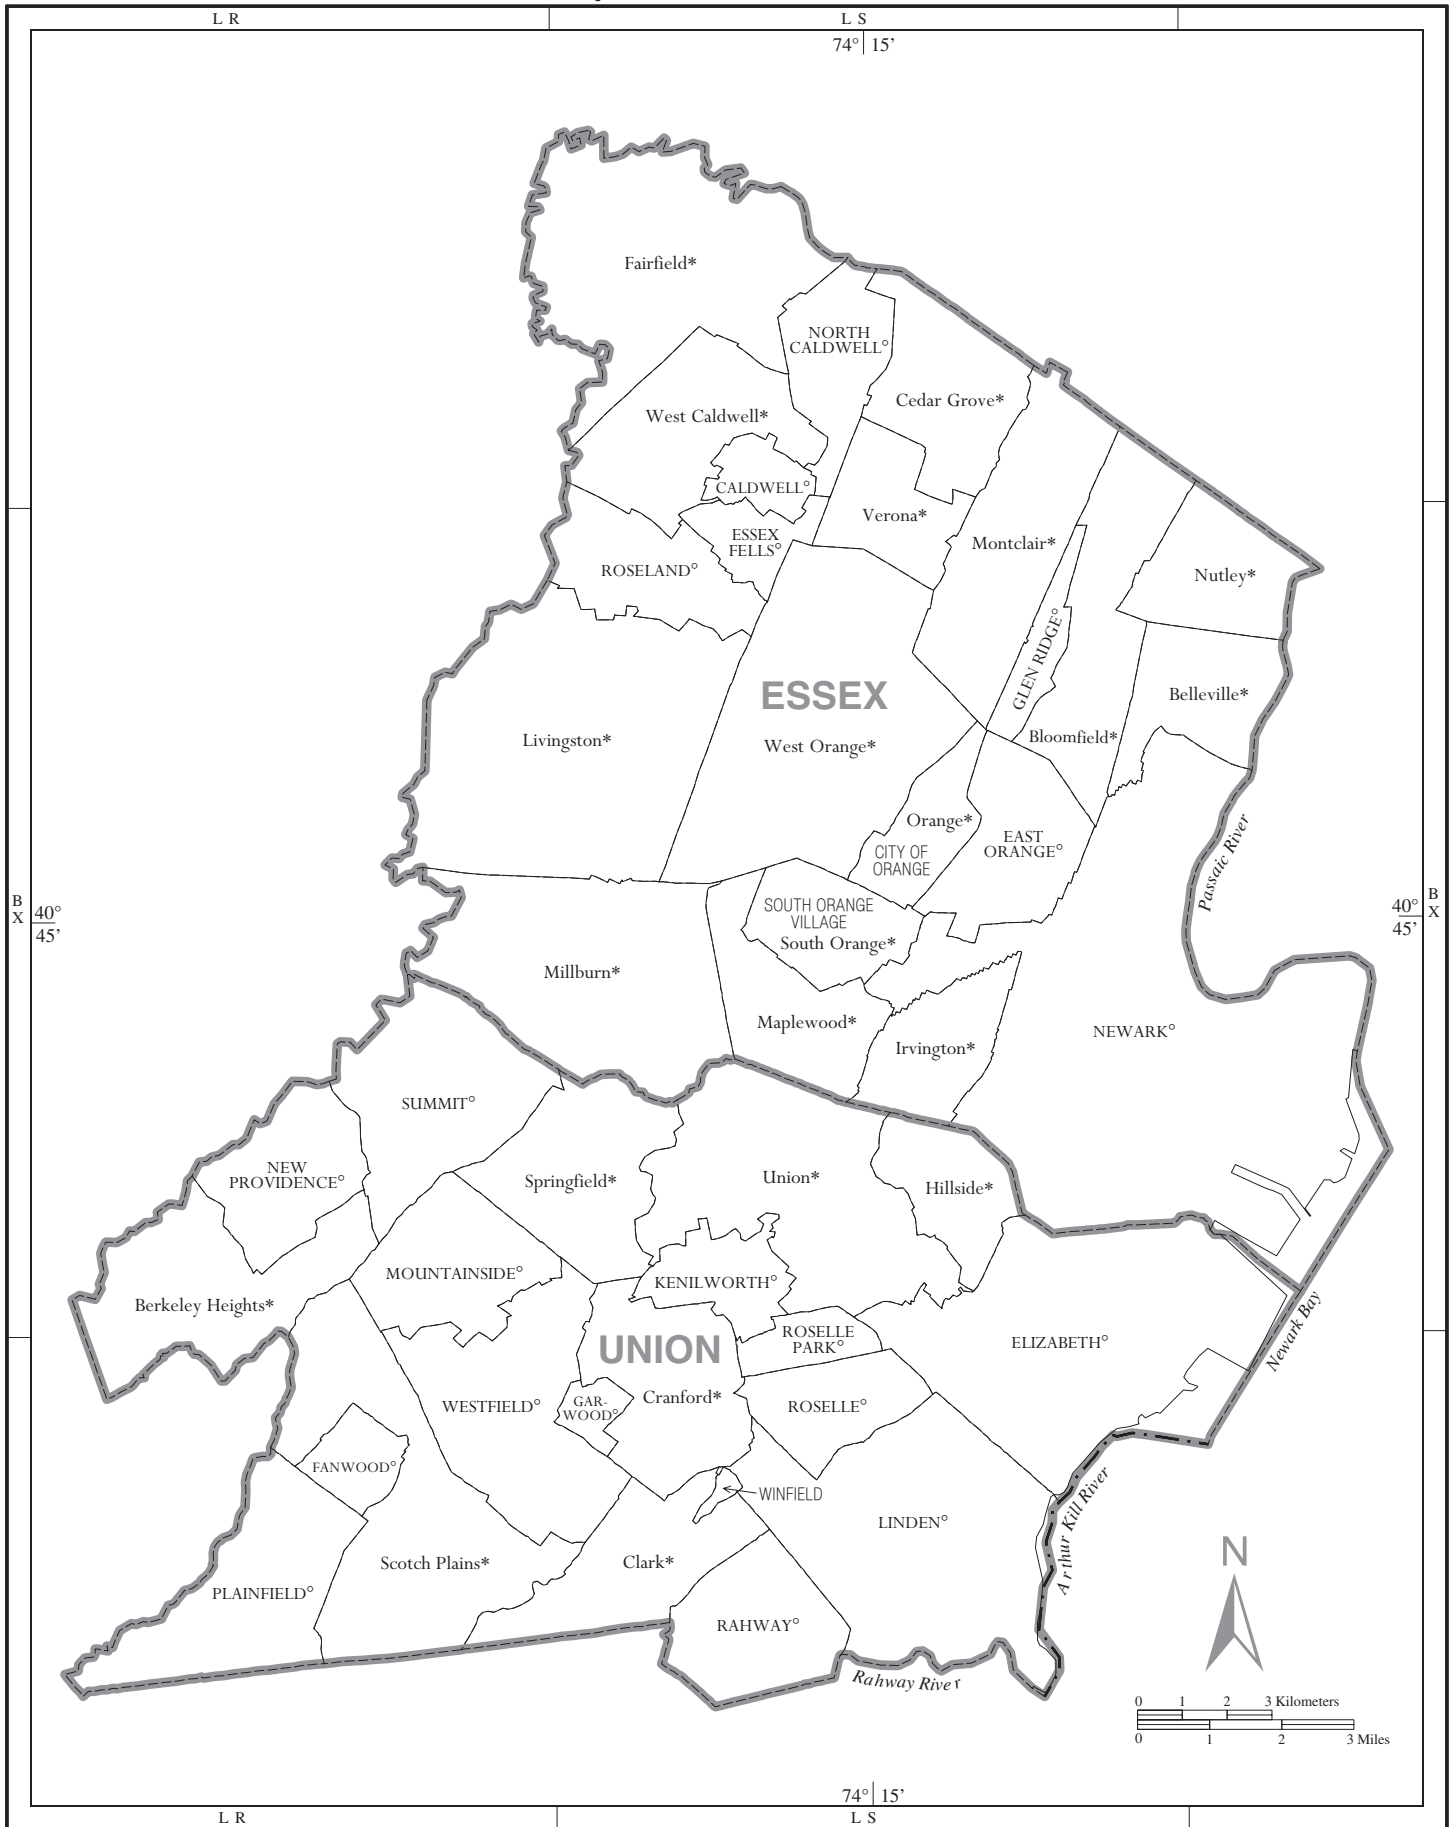 L R
L S
74° 15'
Fairfield*
NORTH
CALDWELL°
Cedar Grove*
West Caldwell*
CALDWELL°
Verona*
ESSEX
FELLS°
Montclair*
ROSELAND°
Nutley*
GLEN RIDGE°
ESSEX
Belleville*
Livingston*
West Orange*
Bloomfield*
Orange*
CITY OF
ORANGE
EAST
ORANGE°
Passaic River
B
X
40°
45'
B
X
40°
45'
SOUTH ORANGE
VILLAGE
South Orange*
Millburn*
Maplewood*
Irvington*
NEWARK°
SUMMIT°
NEW
PROVIDENCE°
Springfield*
Union*
Hillside*
MOUNTAINSIDE°
KENILWORTH°
Berkeley Heights*
ROSELLE
PARK°
ELIZABETH°
Newark Bay
UNION
WESTFIELD°
GAR-
WOOD°
Cranford*
ROSELLE°
FANWOOD°
WINFIELD
LINDEN°
Arthur Kill River
Scotch Plains*
Clark*
PLAINFIELD°
RAHWAY°
Rahway River
N
0 1 2 3 Kilometers
0 1 2 3 Miles
74° 15'
L R
L S